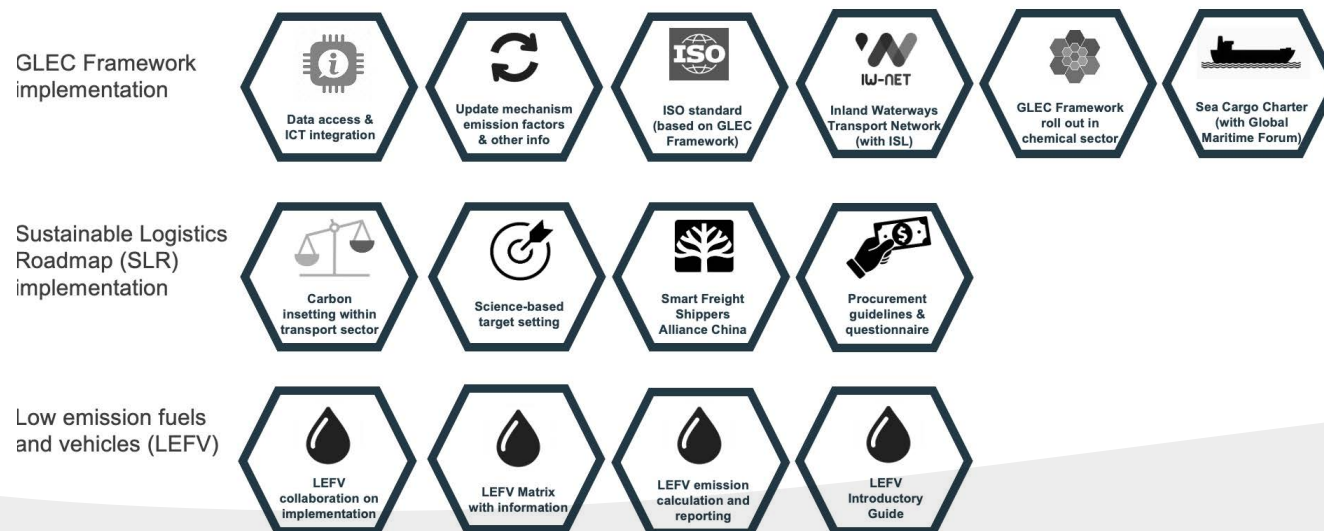 GLEC Framework
implementation
Data access &
ICT integration
Update mechanism
emission factors
& other info
ISO
ISO standard
(based on GLEC
Framework)
IW-NET
Inland Waterways
Transport Network
(with ISL)
GLEC Framework
roll out in
chemical sector
Sea Cargo Charter
(with Global
Maritime Forum)
Sustainable Logistics
Roadmap (SLR)
implementation
Carbon
insetting within
transport sector
Science-based
target setting
Smart Freight
Shippers
Alliance China
$
Procurement
guidelines &
questionnaire
Low emission fuels
and vehicles (LEFV)
LEFV
collaboration on
implementation
LEFV Matrix
with information
LEFV emission
calculation and
reporting
LEFV
Introductory
Guide